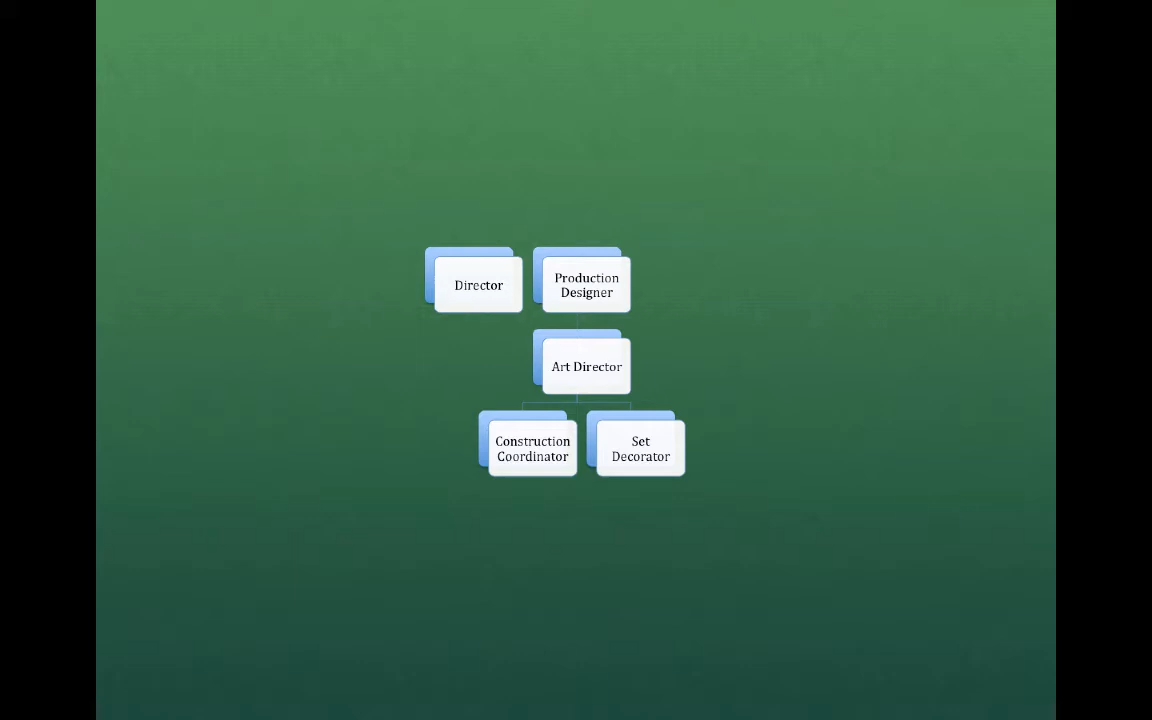 Director
Production
Designer
Art Director
Construction
Coordinator
Set
Decorator